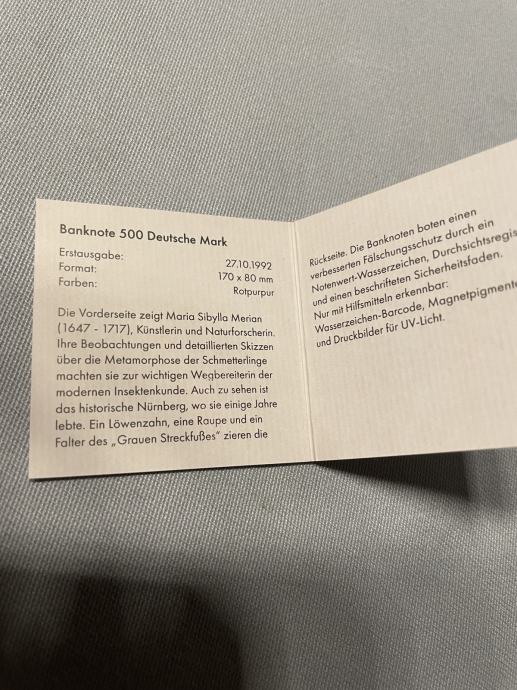 Banknote 500 Deutsche Mark
Erstausgabe: 27.10.1992
Format: 170 x 80 mm
Farben: Rotpurpur
Die Vorderseite zeigt Maria Sibylla Merian
(1647 - 1717), Künstlerin und Naturforscherin.
Ihre Beobachtungen und detaillierten Skizzen
über die Metamorphose der Schmetterlinge
machten sie zur wichtigen Wegbereiterin der
modernen Insektenkunde. Auch zu sehen ist
das historische Nürnberg, wo sie einige Jahre
lebte. Ein Löwenzahn, eine Raupe und ein
Falter des „Grauen Streckfußes" zieren die
Rückseite. Die Banknoten boten einen
verbesserten Fälschungsschutz durch ein
Notenwert-Wasserzeichen, Durchsichtsregis
und einen beschrifteten Sicherheitsfaden.
Nur mit Hilfsmitteln erkennbar:
Wasserzeichen-Barcode, Magnetpigmente
und Druckbilder für UV-Licht.